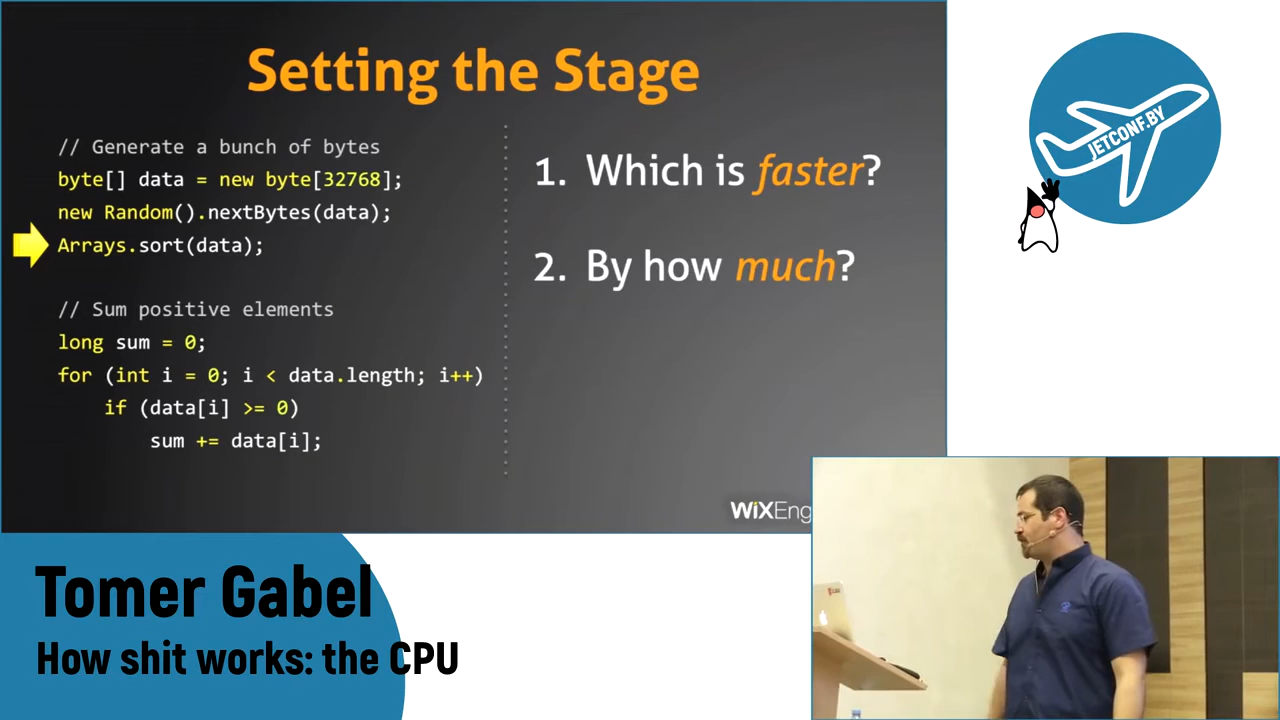 Setting the Stage
// Generate a bunch of bytes
byte[] data = new byte[32768];
new Random().nextBytes(data);
Arrays.sort(data);
// Sum positive elements
long sum = 0;
for (int i = 0; i < data.length; i++)
if (data[i] >= 0)
sum += data[i];
1. Which is faster?
2. By how much?
WiXEng
JETCONF.BY
Tomer Gabel
How shit works: the CPU